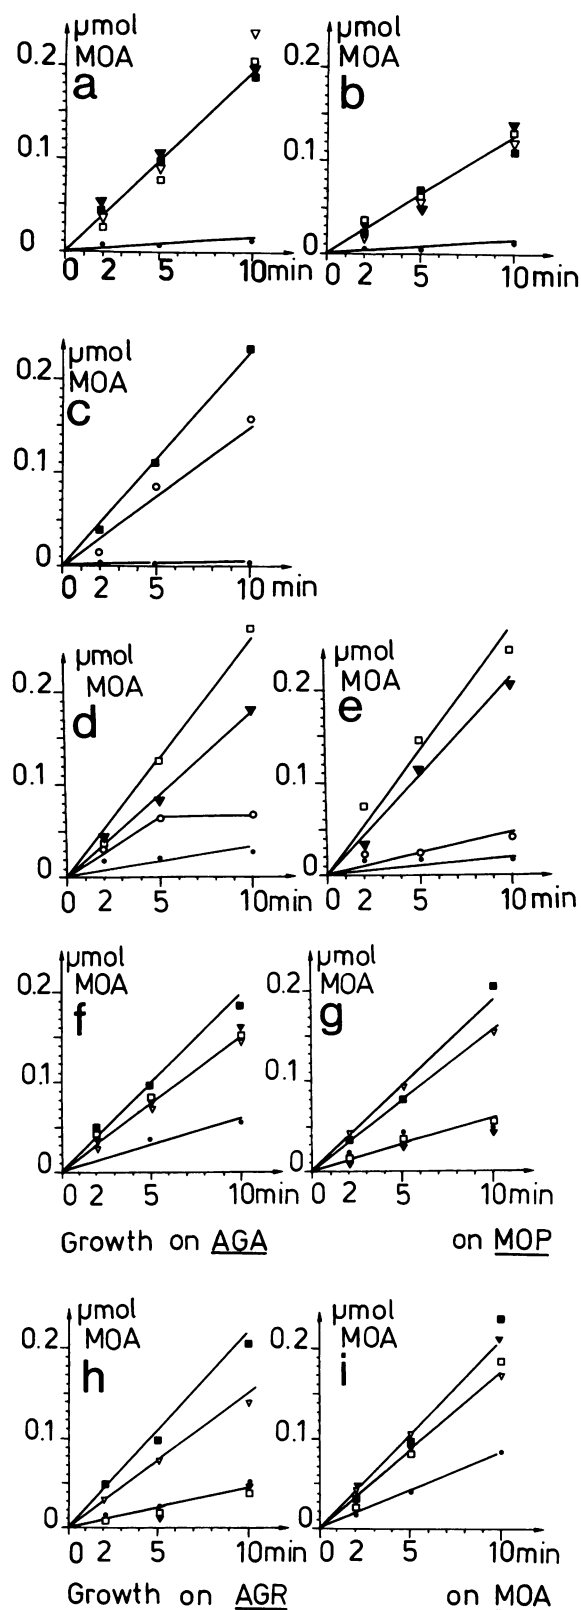 µmol µmol
0.2 MOA 0.2 MOA
a b
0.1 0.1
0 0
0 2 5 10min 0 2 5 10min
µmol
0.2 MOA
c
0.1
0
0 2 5 10 min
µmol µmol
0.2 MOA 0.2 MOA
d e
0.1 0.1
0 0
0 2 5 10min 0 2 5 10min
µmol µmol
0.2 MOA 0.2 MOA
f g
0.1 0.1
0 0
0 2 5 10min 0 2 5 10min
Growth on AGA on MOP
µmol µmol
0.2 MOA 0.2 MOA
h i
0.1 0.1
0 0
0 2 5 10min 0 2 5 10min
Growth on AGR on MOA